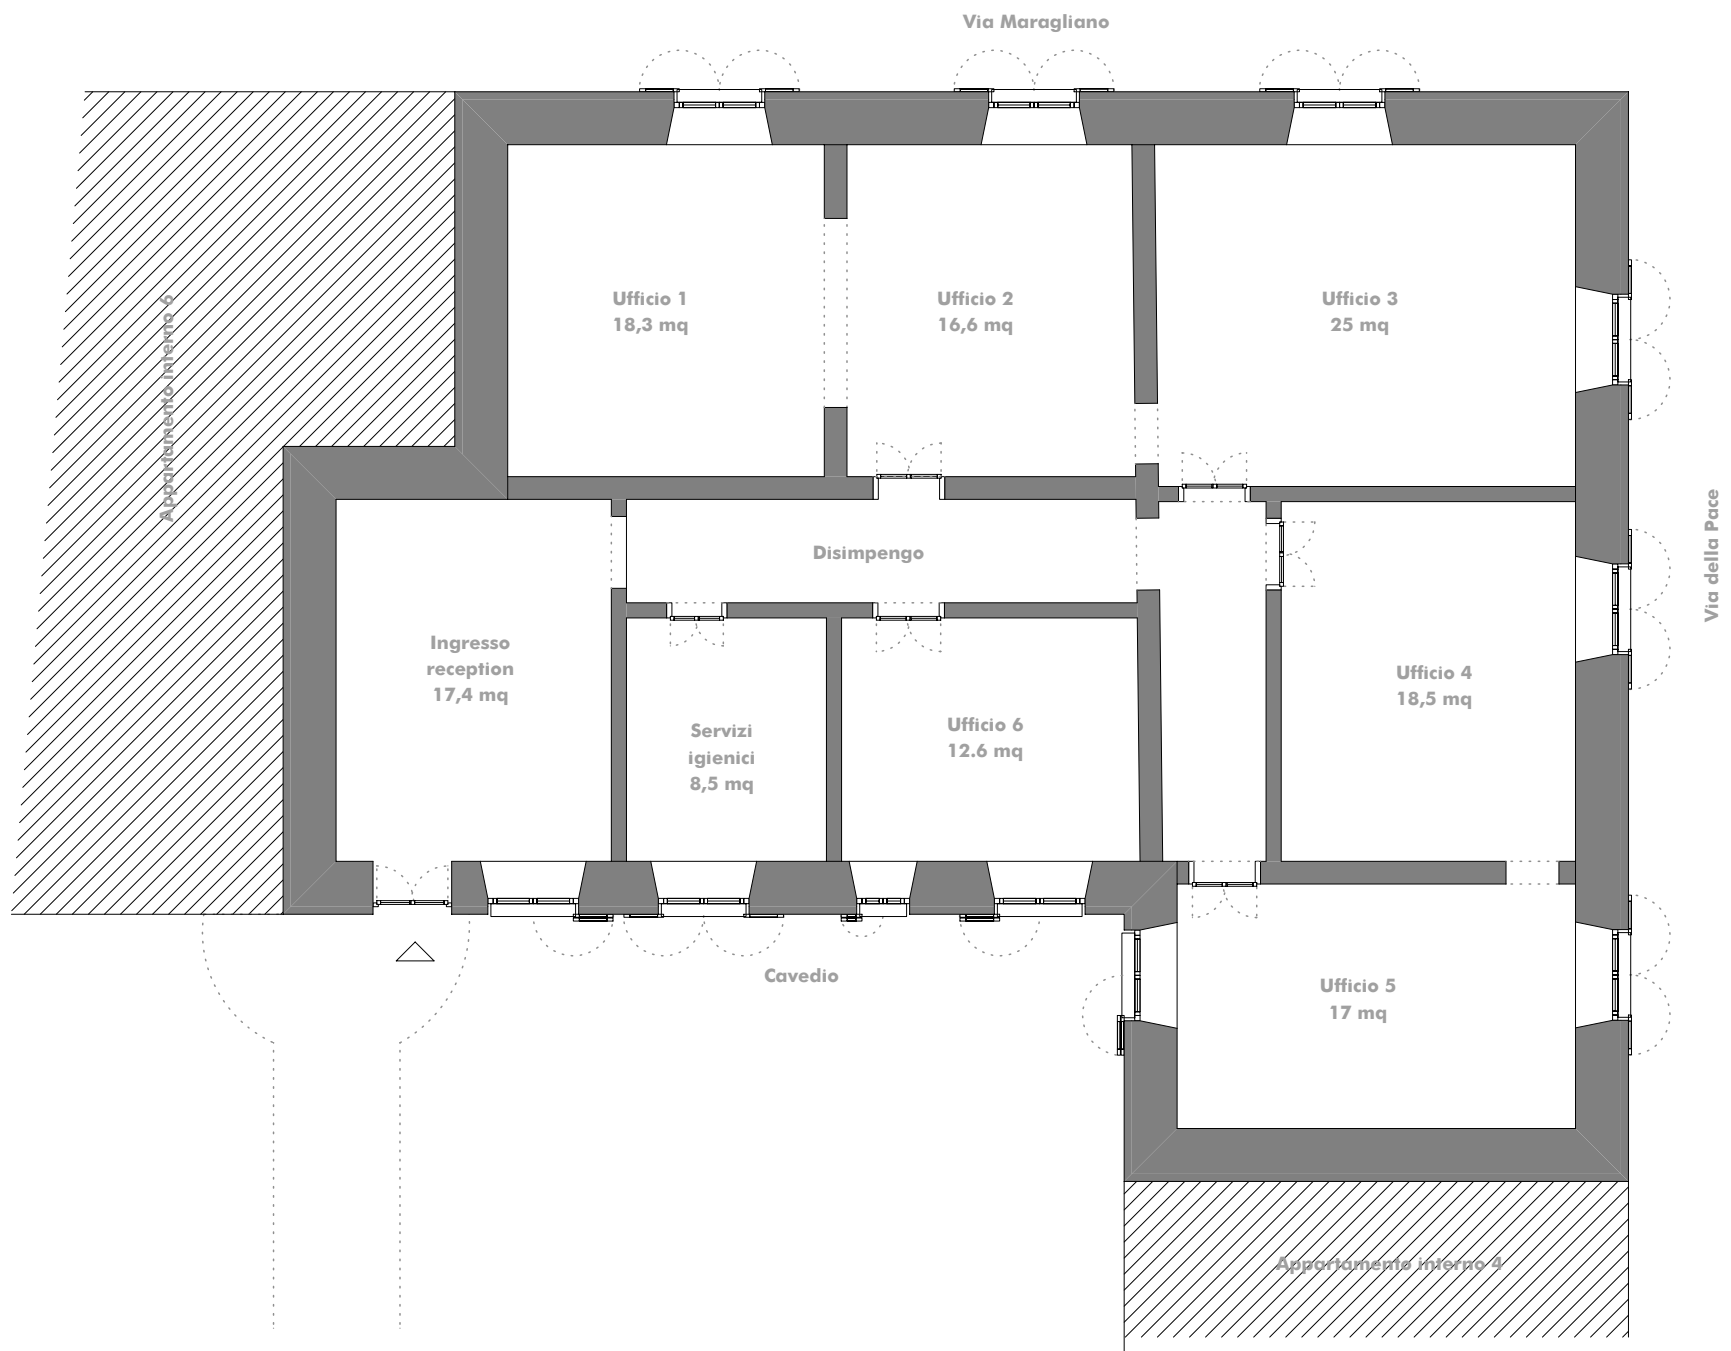 Via Maragliano
Appartamento interno 6
Ufficio 1
18,3 mq
Ufficio 2
16,6 mq
Ufficio 3
25 mq
Via della Pace
Disimpengo
Ingresso
reception
17,4 mq
Servizi
igienici
8,5 mq
Ufficio 6
12.6 mq
Ufficio 4
18,5 mq
Cavedio
Ufficio 5
17 mq
Appartamento interno 4